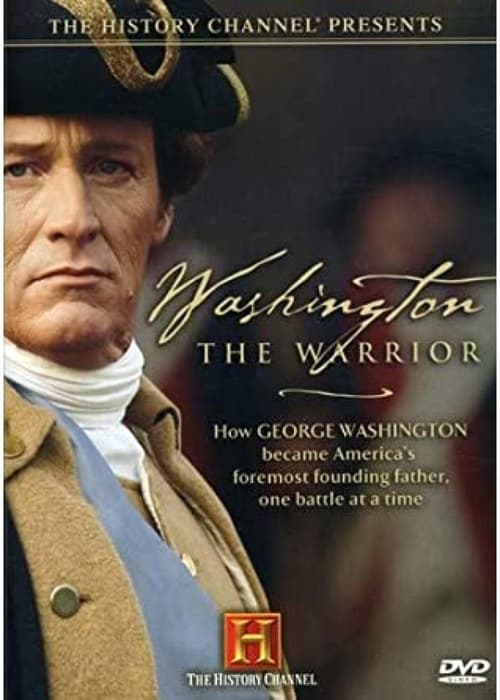 THE HISTORY CHANNEL® PRESENTS
Washington
THE WARRIOR
How GEORGE WASHINGTON
became America's
foremost founding father,
one battle at a time
H
THE HISTORY CHANNEL
DVD
VIDEO